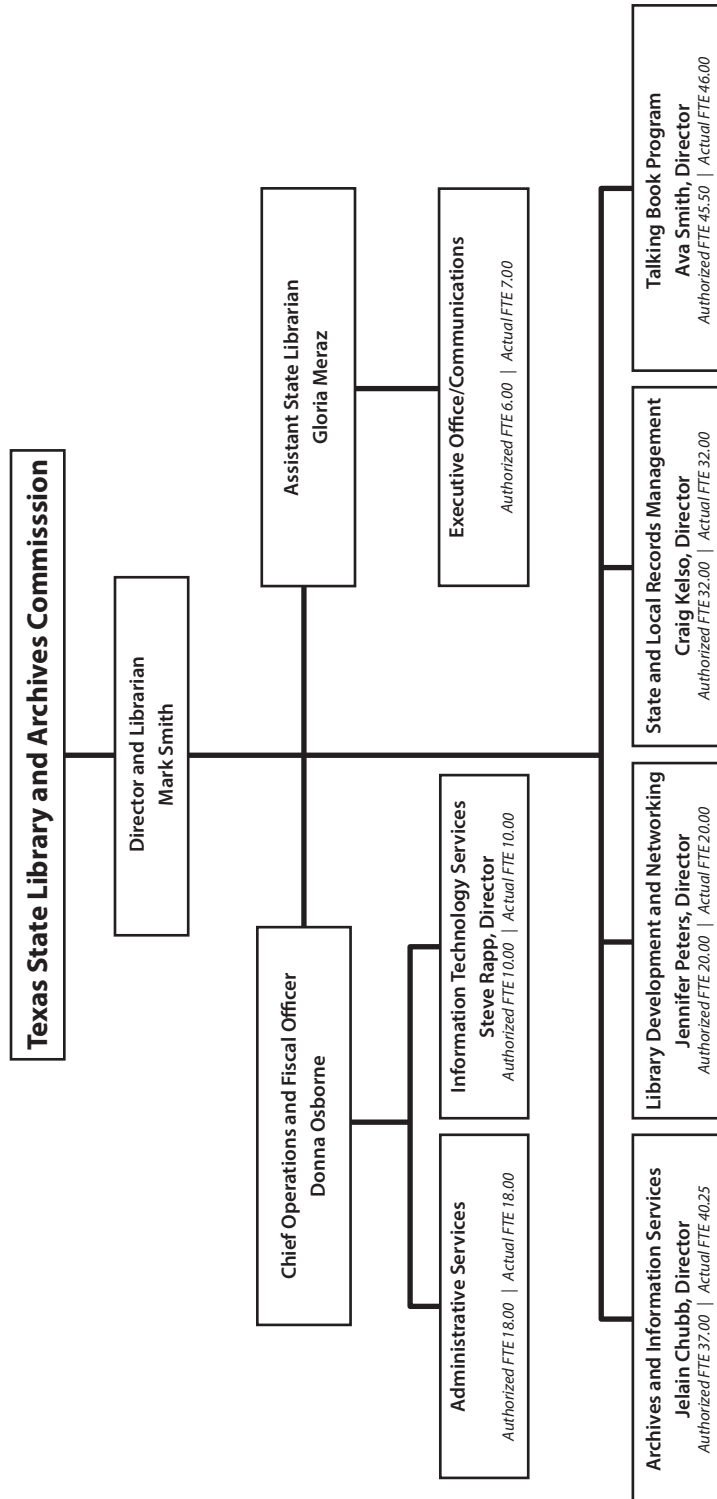 Texas State Library and Archives Commisssion
Director and Librarian
Mark Smith
Chief Operations and Fiscal Officer
Donna Osborne
Assistant State Librarian
Gloria Meraz
Administrative Services
Authorized FTE 18.00 | Actual FTE 18.00
Information Technology Services
Steve Rapp, Director
Authorized FTE 10.00 | Actual FTE 10.00
Executive Office/Communications
Authorized FTE 6.00 | Actual FTE 7.00
Archives and Information Services
Jelain Chubb, Director
Authorized FTE 37.00 | Actual FTE 40.25
Library Development and Networking
Jennifer Peters, Director
Authorized FTE 20.00 | Actual FTE 20.00
State and Local Records Management
Craig Kelso, Director
Authorized FTE 32.00 | Actual FTE 32.00
Talking Book Program
Ava Smith, Director
Authorized FTE 45.50 | Actual FTE 46.00